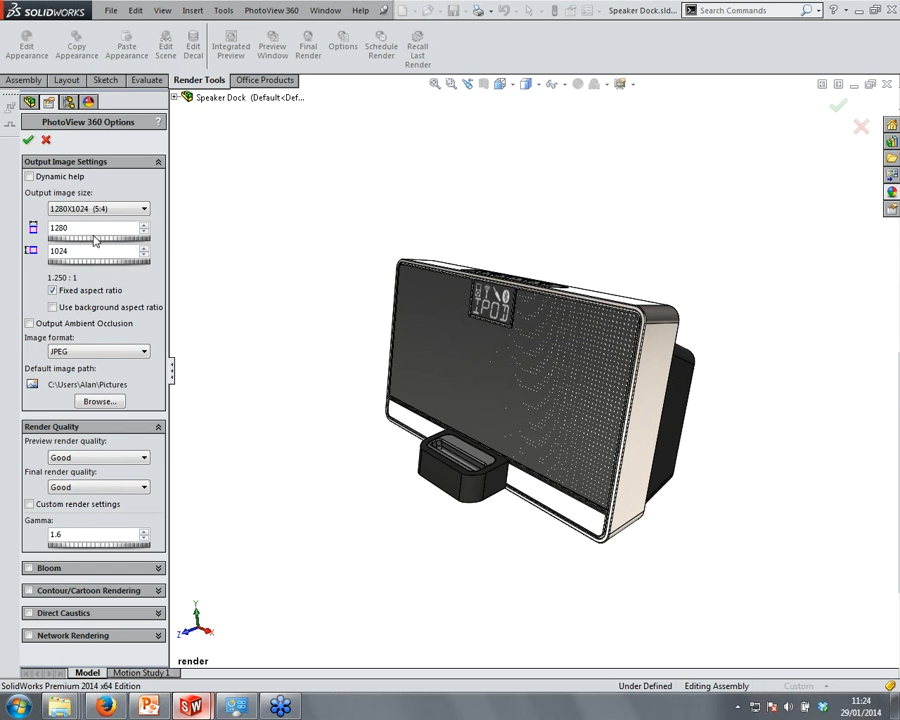 SOLIDWORKS File Edit View Insert Tools PhotoView 360 Window Help Speaker Dock.sld... Search Commands
Edit Appearance
Copy Appearance
Paste Appearance
Edit Scene
Edit Decal
Integrated Preview
Preview Window
Final Render
Options
Schedule Render
Recall Last Render
Assembly Layout Sketch Evaluate Render Tools Office Products
Speaker Dock (Default<Def...
PhotoView 360 Options ?
Output Image Settings
Dynamic help
Output image size:
1280X1024 (5:4)
1280
1024
1.250 : 1
Fixed aspect ratio
Use background aspect ratio
Output Ambient Occlusion
Image format:
JPEG
Default image path:
C:\Users\Alan\Pictures
Browse...
Render Quality
Preview render quality:
Good
Final render quality:
Good
Custom render settings
Gamma:
1.6
Bloom
Contour/Cartoon Rendering
Direct Caustics
Network Rendering
IPOD
Y
Z X
render
Model Motion Study 1
SolidWorks Premium 2014 x64 Edition Under Defined Editing Assembly Custom
11:24
29/01/2014